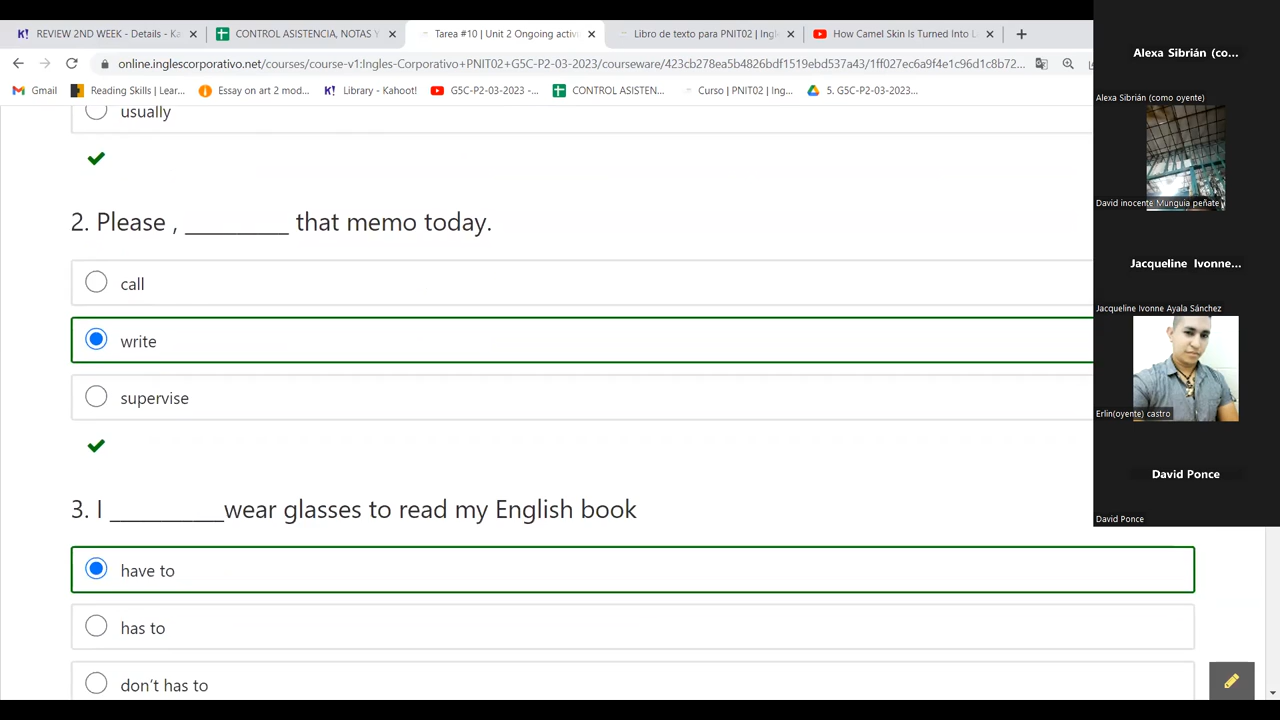 REVIEW 2ND WEEK - Details - Ka
CONTROL ASISTENCIA, NOTAS Y
Tarea #10 | Unit 2 Ongoing activi
Libro de texto para PNIT02 | Ingl
How Camel Skin Is Turned Into L
online.inglescorporativo.net/courses/course-v1:Ingles-Corporativo+PNIT02+G5C-P2-03-2023/courseware/423cb278ea5b4826bdf1519ebd537a43/1ff027ec6a9f4e1c96d1c8b72...
Gmail
Reading Skills | Lear...
Essay on art 2 mod...
Library - Kahoot!
G5C-P2-03-2023 -...
CONTROL ASISTEN...
Curso | PNIT02 | Ing...
5. G5C-P2-03-2023...
usually
2. Please , __________ that memo today.
call
write
supervise
3. I ___________wear glasses to read my English book
have to
has to
don't has to
Alexa Sibrián (co...
Alexa Sibrián (como oyente)
David inocente Munguia peñate
Jacqueline Ivonne...
Jacqueline Ivonne Ayala Sánchez
Erlin(oyente) castro
David Ponce
David Ponce